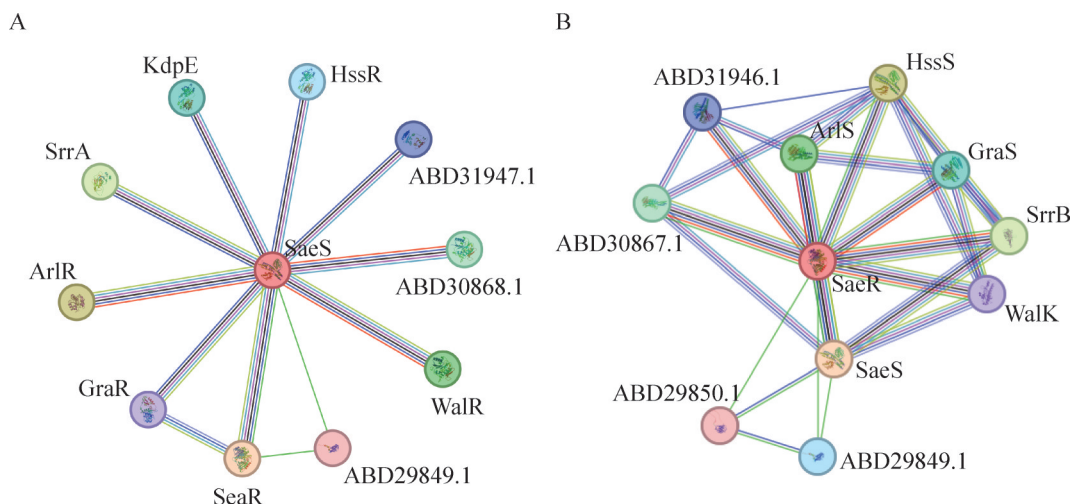 A
B
KdpE
HssR
SrrA
ABD31947.1
SaeS
ArlR
ABD30868.1
GraR
WalR
SeaR
ABD29849.1
ABD31946.1
HssS
ArlS
GraS
SrrB
ABD30867.1
SaeR
WalK
SaeS
ABD29850.1
ABD29849.1